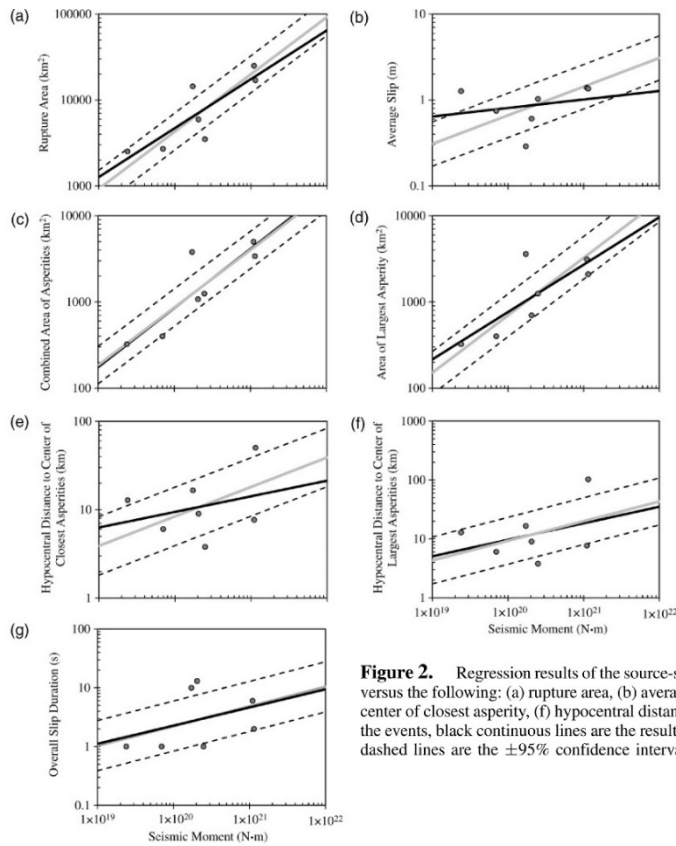 (a)
100000
10000
1000
Rupture Area (km²)
(b)
10
1
0.1
Average Slip (m)
(c)
10000
1000
100
Combined Area of Asperities (km²)
(d)
10000
1000
100
Area of Largest Asperity (km²)
(e)
100
10
1
Hypocentral Distance to Center of
Closest Asperities (km)
(f)
1000
100
10
1
Hypocentral Distance to Center of
Largest Asperities (km)
1×10¹⁹ 1×10²⁰ 1×10²¹ 1×10²²
Seismic Moment (N-m)
(g)
100
10
1
0.1
Overall Slip Duration (s)
1×10¹⁹ 1×10²⁰ 1×10²¹ 1×10²²
Seismic Moment (N-m)
Figure 2. Regression results of the source-s
versus the following: (a) rupture area, (b) avera
center of closest asperity, (f) hypocentral distan
the events, black continuous lines are the result
dashed lines are the ±95% confidence interva